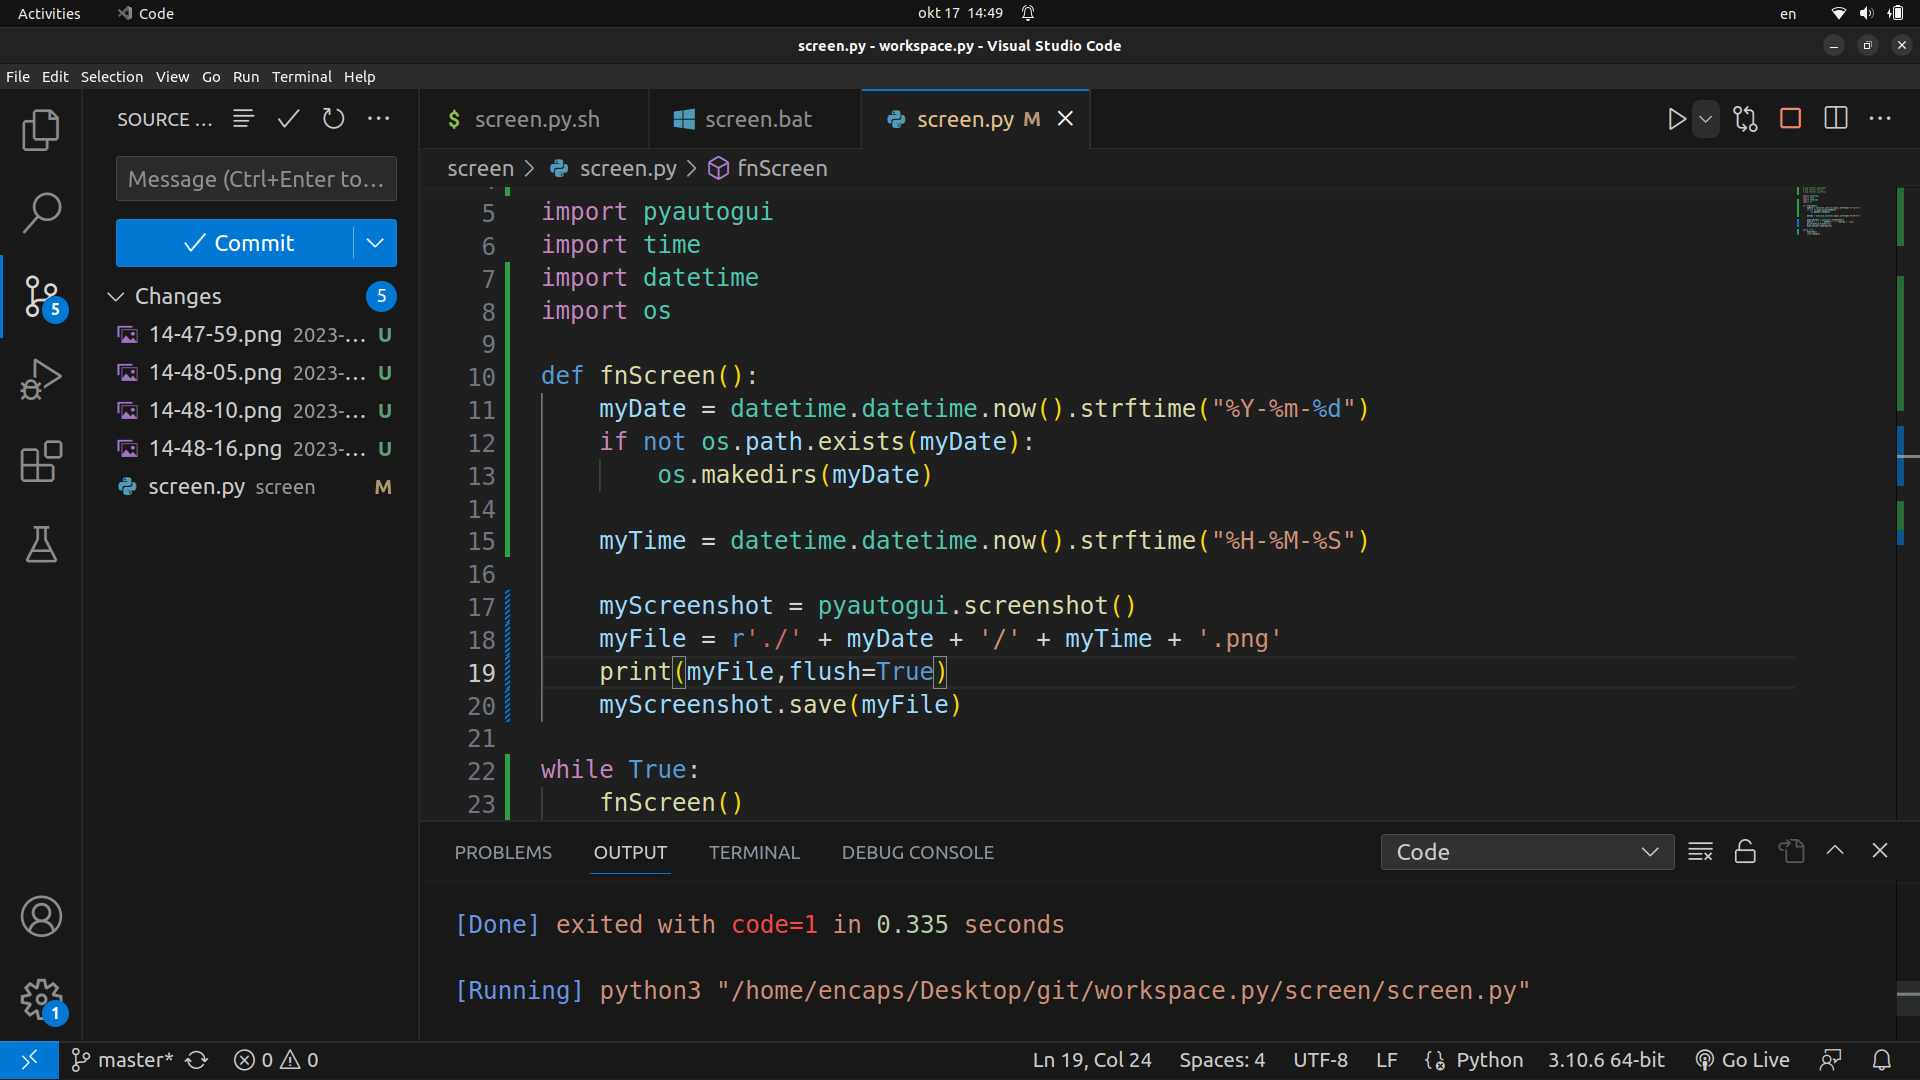 Activities Code okt 17 14:49 en
screen.py - workspace.py - Visual Studio Code
File Edit Selection View Go Run Terminal Help
SOURCE ...
screen.py.sh screen.bat screen.py M
screen > screen.py > fnScreen
Message (Ctrl+Enter to...
Commit
Changes 5
14-47-59.png 2023-... U
14-48-05.png 2023-... U
14-48-10.png 2023-... U
14-48-16.png 2023-... U
screen.py screen M
5
1
5 import pyautogui
6 import time
7 import datetime
8 import os
9
10 def fnScreen():
11     myDate = datetime.datetime.now().strftime("%Y-%m-%d")
12     if not os.path.exists(myDate):
13         os.makedirs(myDate)
14
15     myTime = datetime.datetime.now().strftime("%H-%M-%S")
16
17     myScreenshot = pyautogui.screenshot()
18     myFile = r'./' + myDate + '/' + myTime + '.png'
19     print(myFile,flush=True)
20     myScreenshot.save(myFile)
21
22 while True:
23     fnScreen()
PROBLEMS OUTPUT TERMINAL DEBUG CONSOLE Code
[Done] exited with code=1 in 0.335 seconds
[Running] python3 "/home/encaps/Desktop/git/workspace.py/screen/screen.py"
master* 0 0 Ln 19, Col 24 Spaces: 4 UTF-8 LF Python 3.10.6 64-bit Go Live